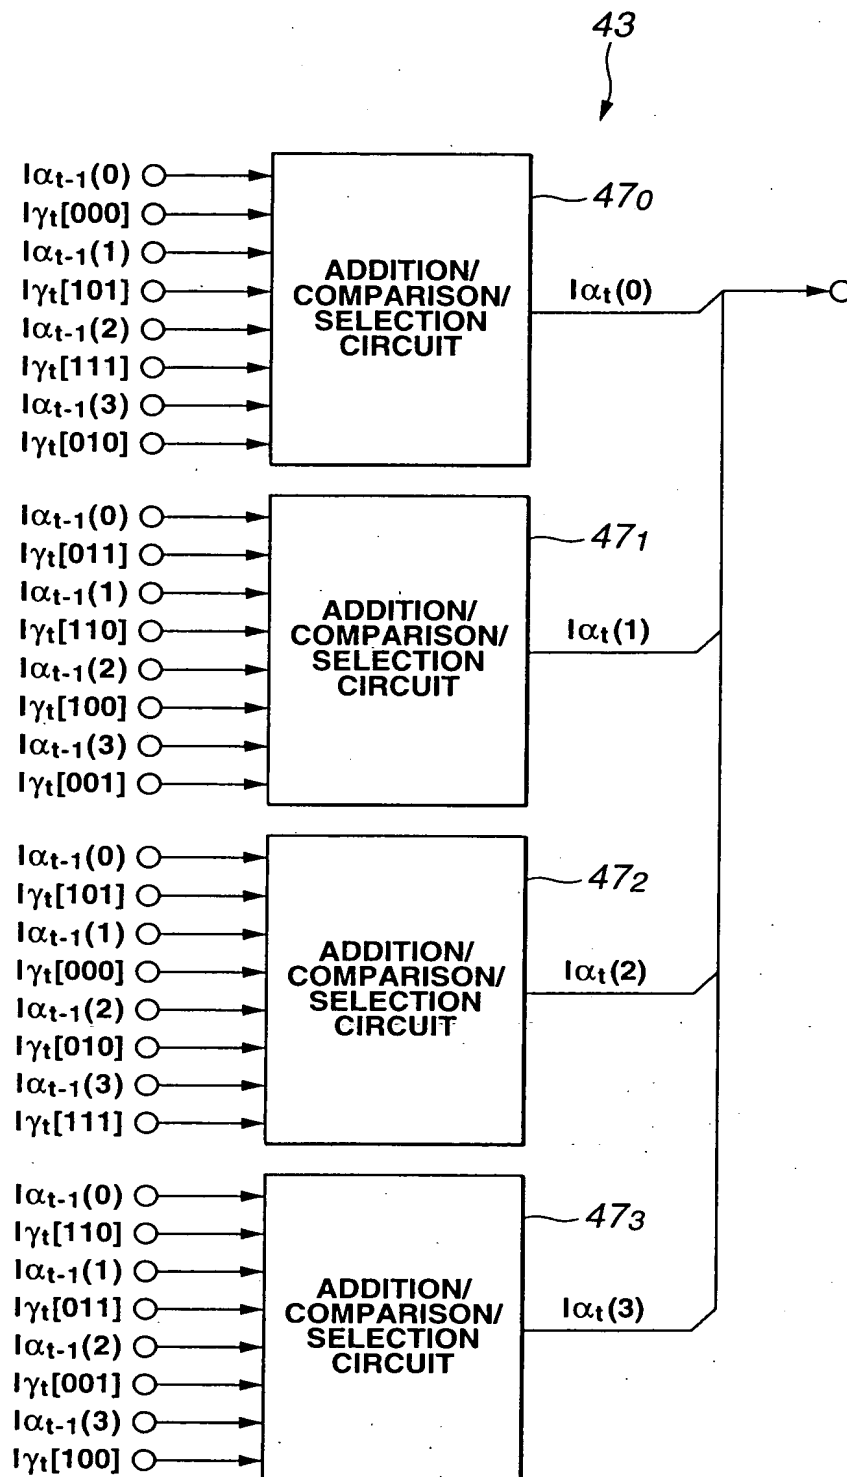 43
Iαt-1(0)
Iγt[000]
Iαt-1(1)
Iγt[101]
Iαt-1(2)
Iγt[111]
Iαt-1(3)
Iγt[010]
ADDITION/
COMPARISON/
SELECTION
CIRCUIT
470
Iαt(0)
Iαt-1(0)
Iγt[011]
Iαt-1(1)
Iγt[110]
Iαt-1(2)
Iγt[100]
Iαt-1(3)
Iγt[001]
ADDITION/
COMPARISON/
SELECTION
CIRCUIT
471
Iαt(1)
Iαt-1(0)
Iγt[101]
Iαt-1(1)
Iγt[000]
Iαt-1(2)
Iγt[010]
Iαt-1(3)
Iγt[111]
ADDITION/
COMPARISON/
SELECTION
CIRCUIT
472
Iαt(2)
Iαt-1(0)
Iγt[110]
Iαt-1(1)
Iγt[011]
Iαt-1(2)
Iγt[001]
Iαt-1(3)
Iγt[100]
ADDITION/
COMPARISON/
SELECTION
CIRCUIT
473
Iαt(3)